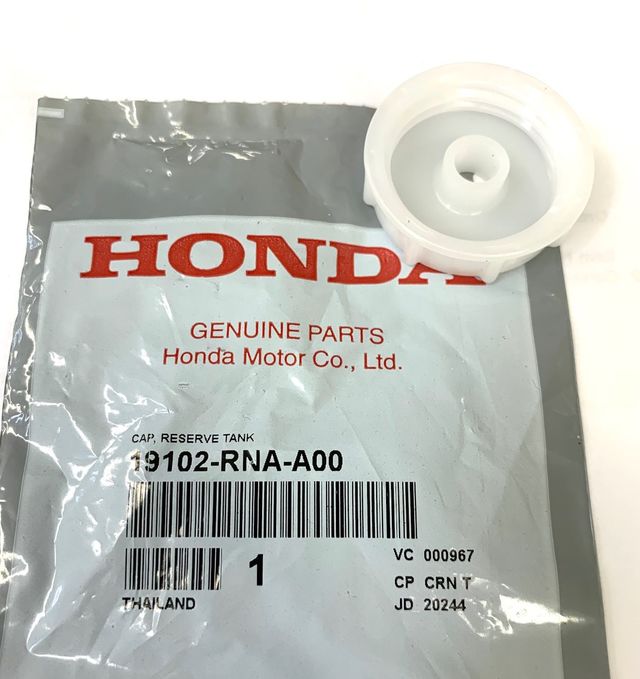 HONDA
GENUINE PARTS
Honda Motor Co., Ltd.
CAP, RESERVE TANK
19102-RNA-A00
1
VC 000967
CP CRN T
THAILAND
JD 20244